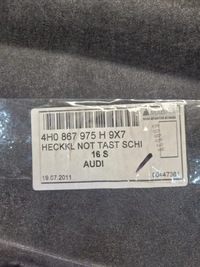 4H0 867 975 H 9X7
HECKKL NOT TAST SCHI
16 S
AUDI
19.07.2011